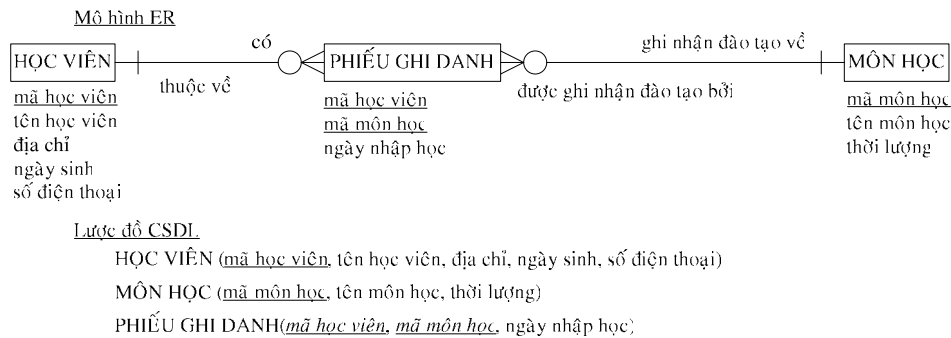 Mô hình ER
có
ghi nhận đào tạo về
HỌC VIÊN
PHIẾU GHI DANH
MÔN HỌC
thuộc về
được ghi nhận đào tạo bởi
mã học viên
tên học viên
địa chỉ
ngày sinh
số điện thoại
mã học viên
mã môn học
ngày nhập học
mã môn học
tên môn học
thời lượng
Lược đồ CSDL
HỌC VIÊN (mã học viên, tên học viên, địa chỉ, ngày sinh, số điện thoại)
MÔN HỌC (mã môn học, tên môn học, thời lượng)
PHIẾU GHI DANH(mã học viên, mã môn học, ngày nhập học)